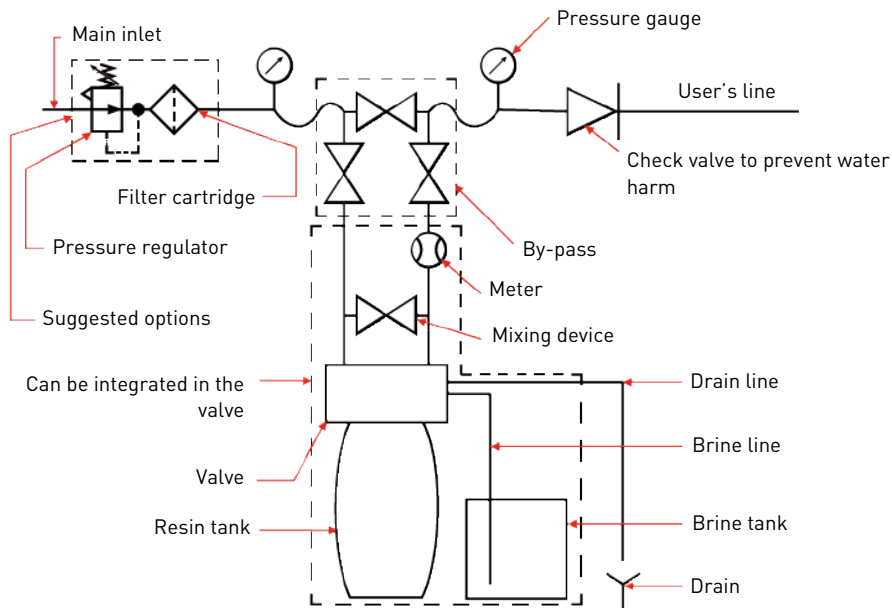 Main inlet
Pressure gauge
User's line
Filter cartridge
Check valve to prevent water
harm
Pressure regulator
By-pass
Meter
Suggested options
Mixing device
Can be integrated in the
valve
Drain line
Valve
Brine line
Resin tank
Brine tank
Drain